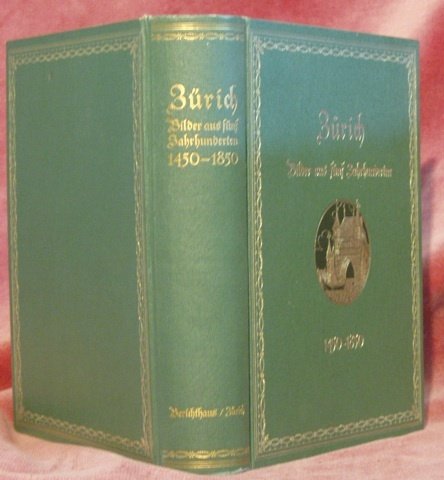 Zürich
Bilder aus fünf
Jahrhunderten
1450-1850
Berichthaus / Zürich
Zürich
Bilder aus fünf Jahrhunderten
1450-1850